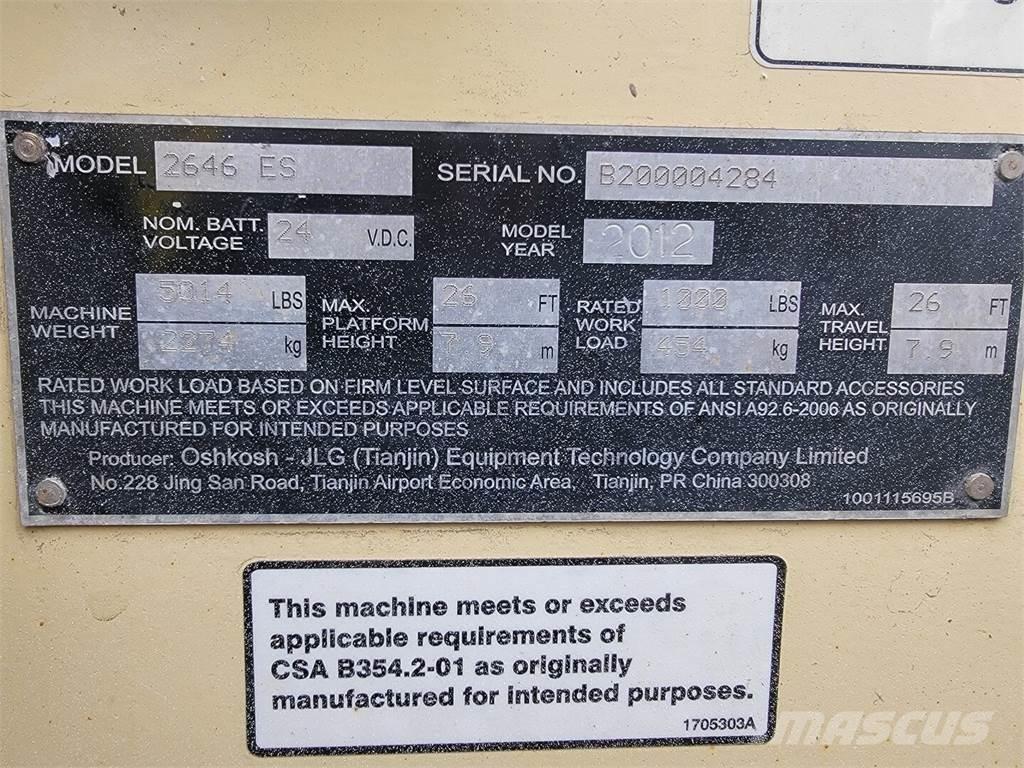 MODEL 2646 ES SERIAL NO. B200004284
NOM. BATT. VOLTAGE 24 V.D.C. MODEL YEAR 2012
MACHINE WEIGHT 5014 LBS 2274 kg MAX. PLATFORM HEIGHT 26 FT 7.9 m RATED WORK LOAD 1000 LBS 454 kg MAX. TRAVEL HEIGHT 26 FT 7.9 m
RATED WORK LOAD BASED ON FIRM LEVEL SURFACE AND INCLUDES ALL STANDARD ACCESSORIES
THIS MACHINE MEETS OR EXCEEDS APPLICABLE REQUIREMENTS OF ANSI A92.6-2006 AS ORIGINALLY
MANUFACTURED FOR INTENDED PURPOSES
Producer: Oshkosh - JLG (Tianjin) Equipment Technology Company Limited
No.228 Jing San Road, Tianjin Airport Economic Area, Tianjin, PR China 300308
1001115695B
This machine meets or exceeds
applicable requirements of
CSA B354.2-01 as originally
manufactured for intended purposes.
1705303A
MASCUS